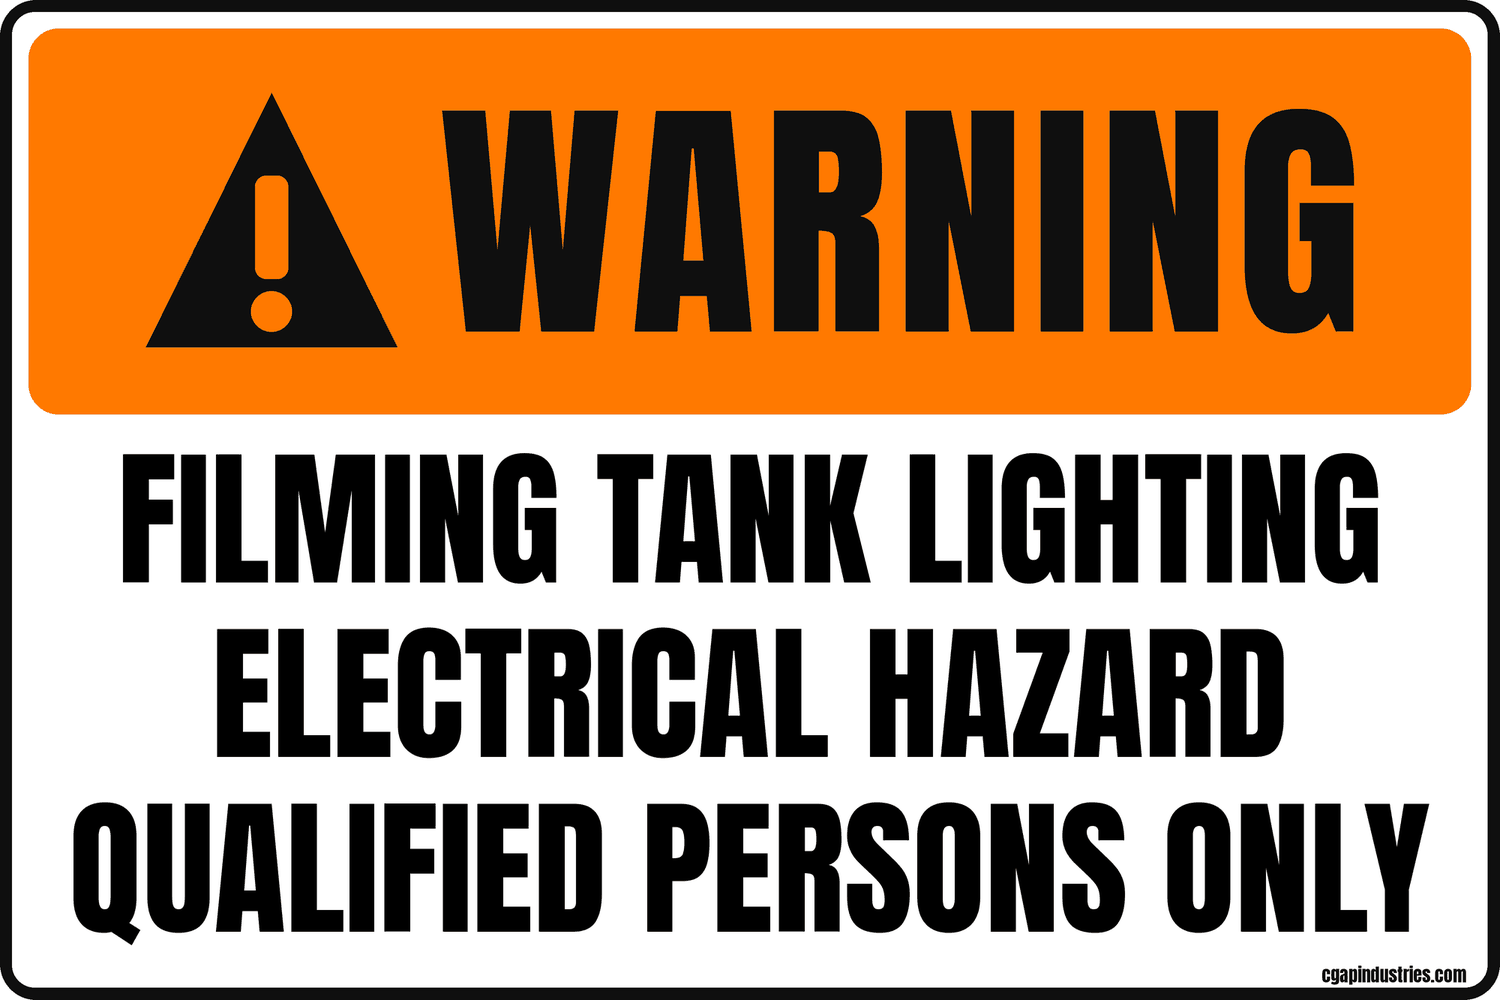 WARNING
FILMING TANK LIGHTING
ELECTRICAL HAZARD
QUALIFIED PERSONS ONLY
cgapindustries.com